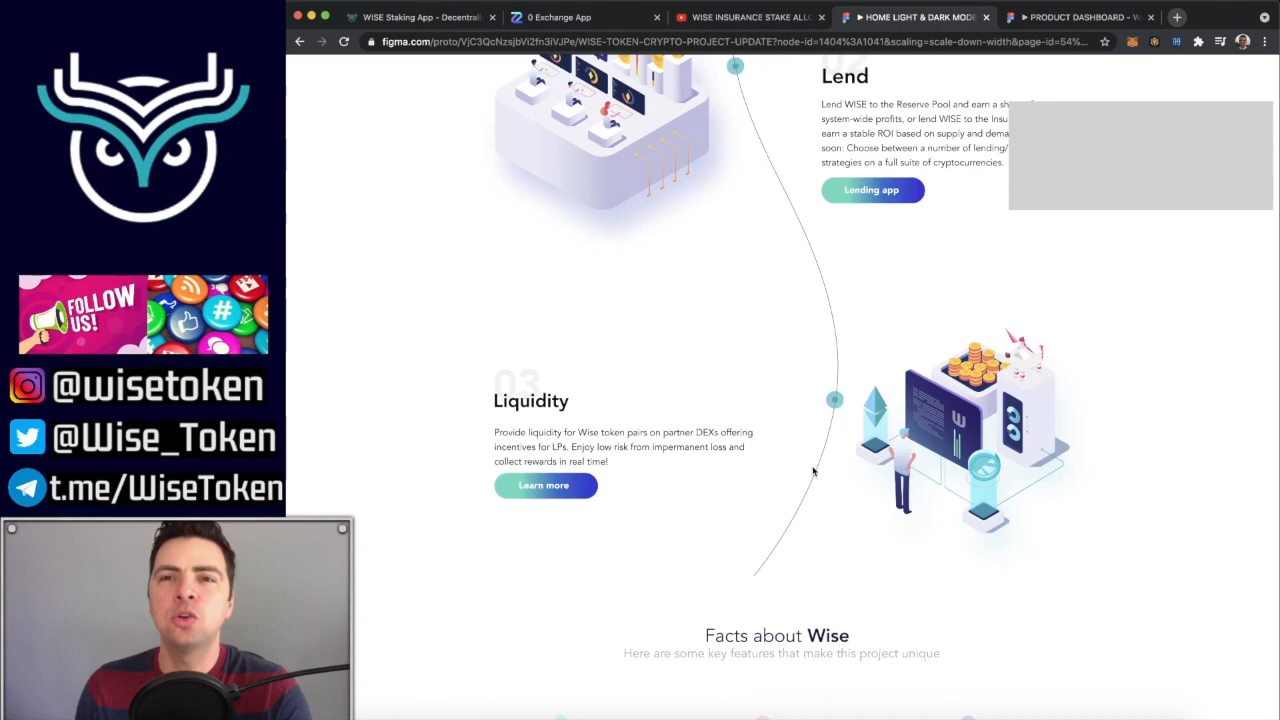 WISE Staking App - Decentrali
0 Exchange App
WISE INSURANCE STAKE ALLO
► HOME LIGHT & DARK MODE
► PRODUCT DASHBOARD - W
figma.com/proto/VjC3QcNzsjbVi2fn3iVJPe/WISE-TOKEN-CRYPTO-PROJECT-UPDATE?node-id=1404%3A1041&scaling=scale-down-width&page-id=54%...
Lend
Lend WISE to the Reserve Pool and earn a sh
system-wide profits, or lend WISE to the Insu
earn a stable ROI based on supply and dema
soon: Choose between a number of lending/
strategies on a full suite of cryptocurrencies.
Lending app
FOLLOW
US!
@wisetoken
@Wise_Token
t.me/WiseToken
03
Liquidity
Provide liquidity for Wise token pairs on partner DEXs offering
incentives for LPs. Enjoy low risk from impermanent loss and
collect rewards in real time!
Learn more
Facts about Wise
Here are some key features that make this project unique